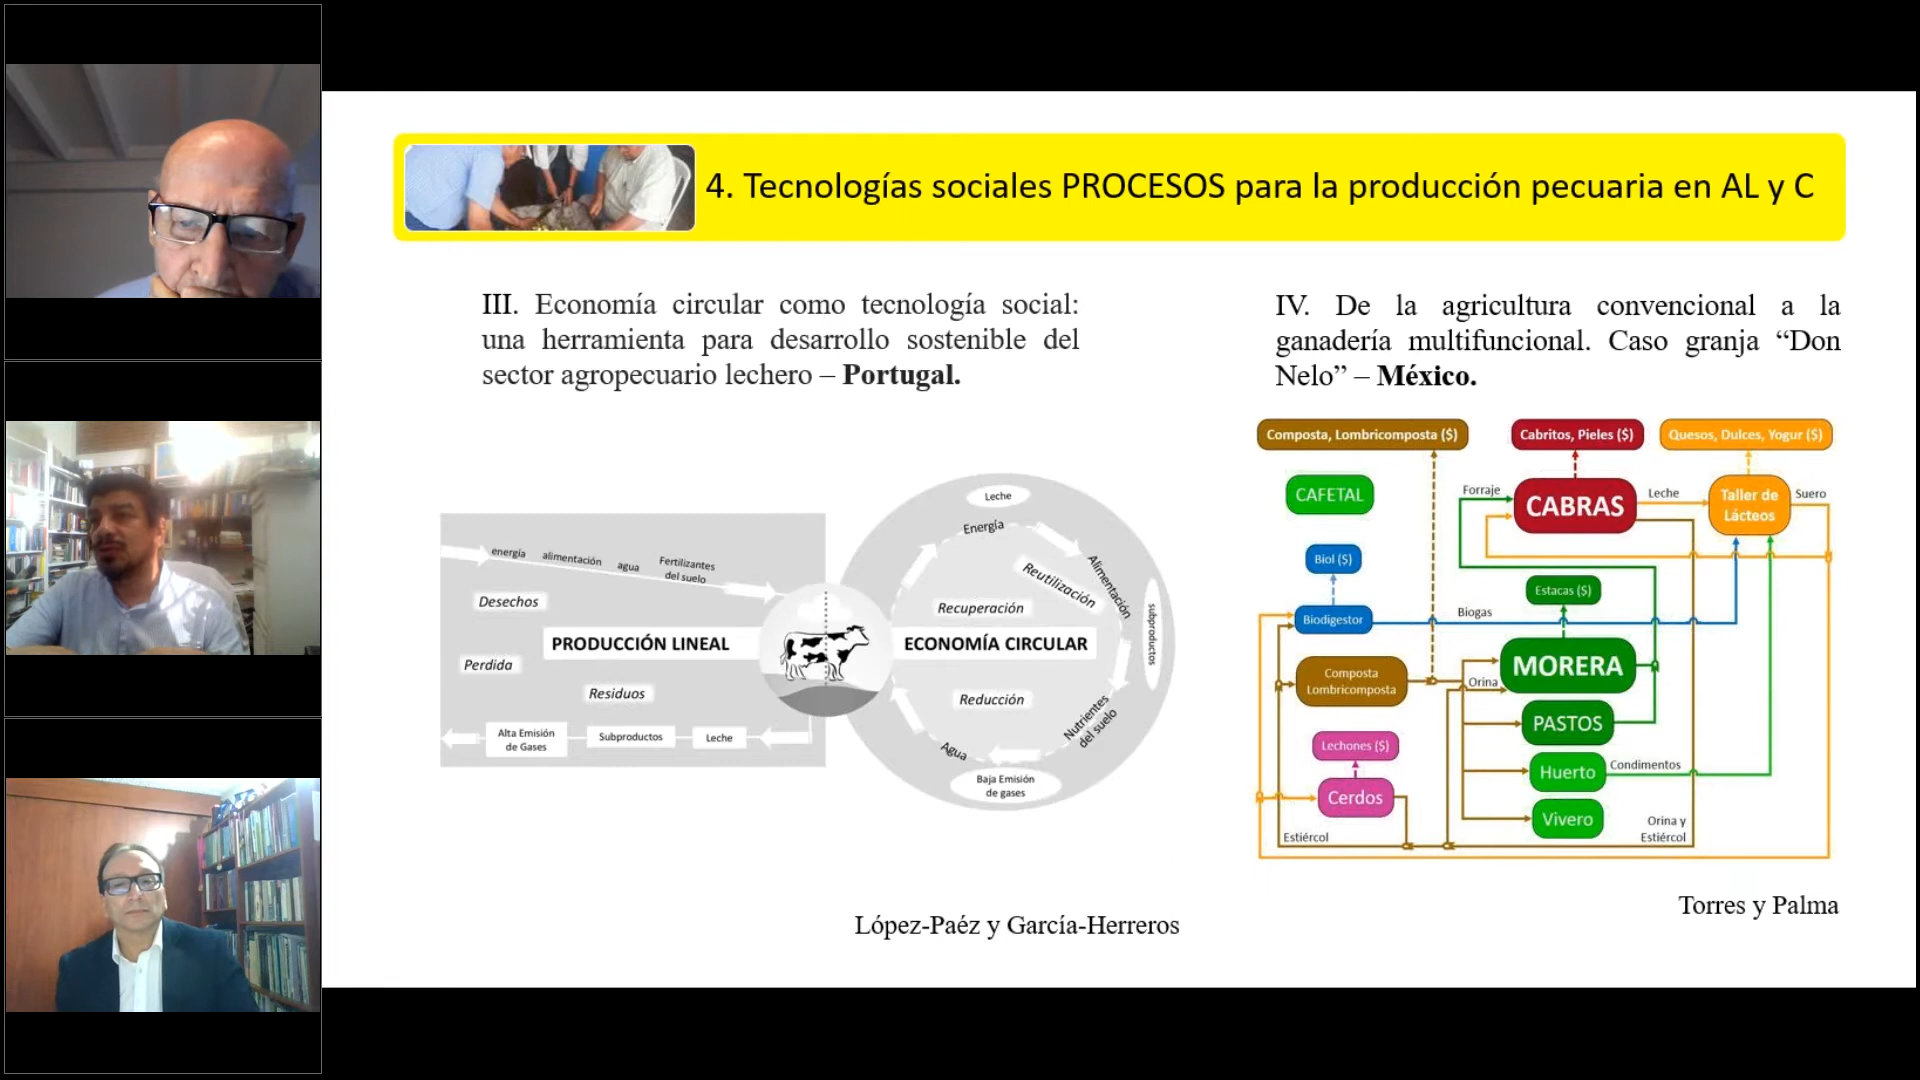 4. Tecnologías sociales PROCESOS para la producción pecuaria en AL y C
III. Economía circular como tecnología social:
una herramienta para desarrollo sostenible del
sector agropecuario lechero – Portugal.
energía
alimentación
agua
Fertilizantes
del suelo
Desechos
PRODUCCIÓN LINEAL
Perdida
Residuos
Alta Emisión
de Gases
Subproductos
Leche
Leche
Energía
Alimentación
Reutilización
Recuperación
subproductos
ECONOMÍA CIRCULAR
Reducción
Nutrientes
del suelo
Agua
Baja Emisión
de gases
López-Paéz y García-Herreros
IV. De la agricultura convencional a la
ganadería multifuncional. Caso granja “Don
Nelo” – México.
Composta, Lombricomposta ($)
Cabritos, Pieles ($)
Quesos, Dulces, Yogur ($)
CAFETAL
Forraje
CABRAS
Leche
Taller de
Lácteos
Suero
Biol ($)
Estacas ($)
Biodigestor
Biogas
MORERA
Composta
Lombricomposta
Orina
PASTOS
Lechones ($)
Huerto
Condimentos
Cerdos
Vivero
Orina y
Estiércol
Estiércol
Torres y Palma